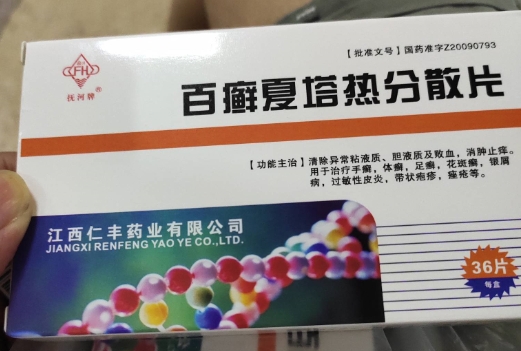 【批准文号】国药准字Z20090793
FH
抚河牌®
百癣夏塔热分散片
【功能主治】清除异常粘液质、胆液质及败血，消肿止痒。
用于治疗手癣，体癣，足癣，花斑癣，银屑
病，过敏性皮炎，带状疱疹，痤疮等。
江西仁丰药业有限公司
JIANGXI RENFENG YAO YE CO.,LTD.
36片
每盒